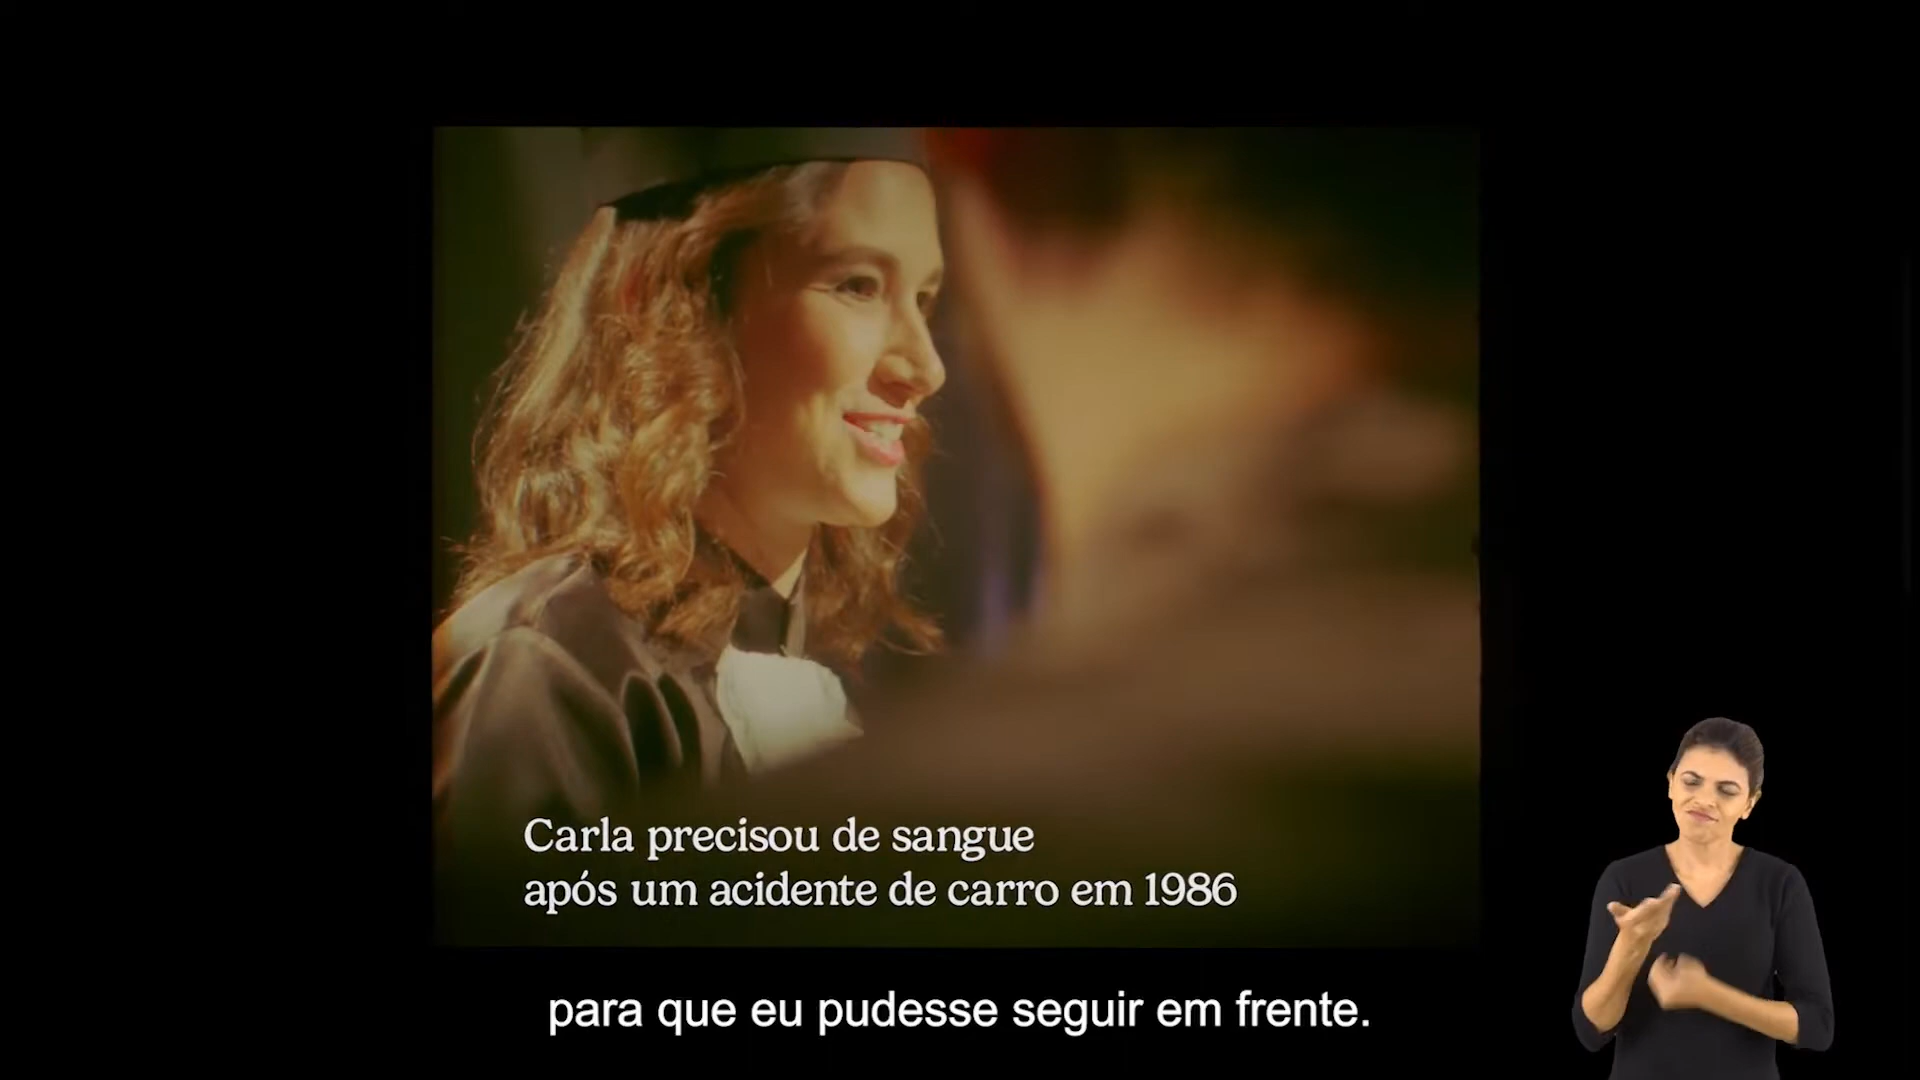 Carla precisou de sangue
após um acidente de carro em 1986
para que eu pudesse seguir em frente.